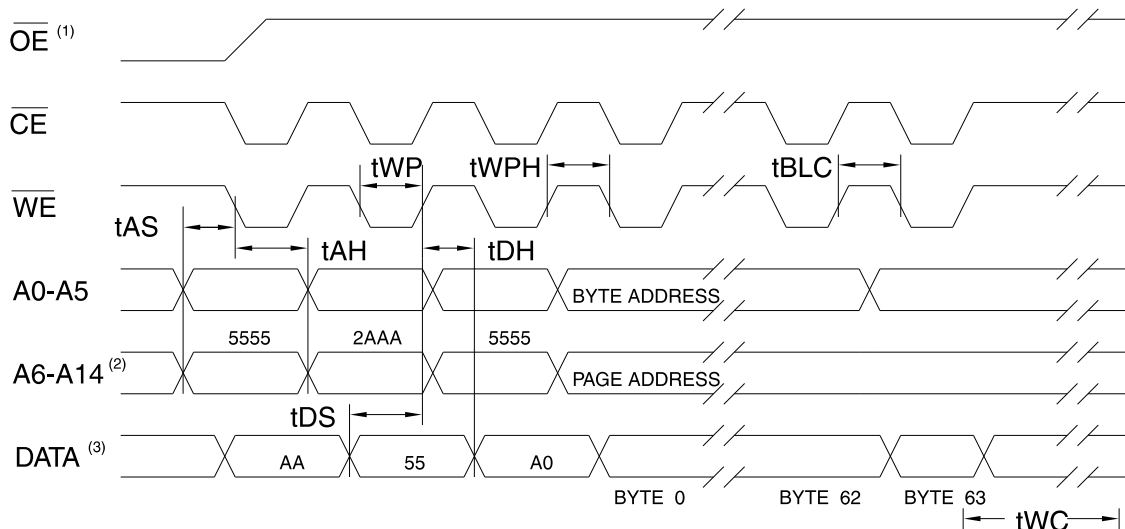 OE (1)
CE
tWP tWPH tBLC
WE
tAS
tAH tDH
A0-A5 BYTE ADDRESS
5555 2AAA 5555
A6-A14 (2) PAGE ADDRESS
tDS
DATA (3) AA 55 A0
BYTE 0 BYTE 62 BYTE 63
tWC